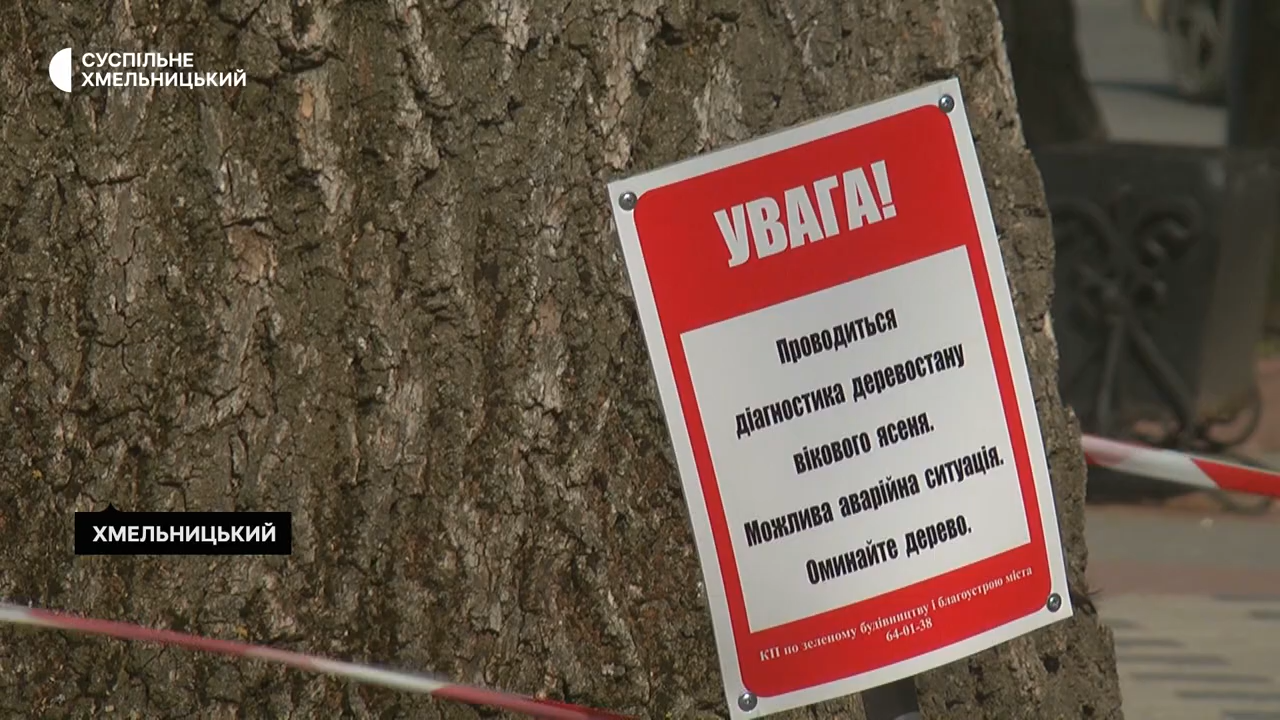 СУСПІЛЬНЕ
ХМЕЛЬНИЦЬКИЙ
УВАГА!
Проводиться
діагностика деревостану
вікового ясеня.
Можлива аварійна ситуація.
Оминайте дерево.
КП по зеленому будівництву і благоустрою міста
64-01-38
ХМЕЛЬНИЦЬКИЙ